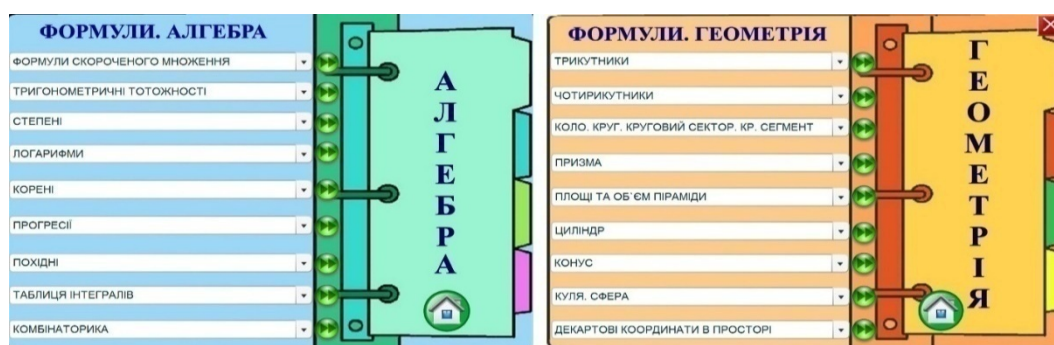 ФОРМУЛИ. АЛГЕБРА
ФОРМУЛИ СКОРОЧЕНОГО МНОЖЕННЯ
ТРИГОНОМЕТРИЧНІ ТОТОЖНОСТІ
СТЕПЕНІ
ЛОГАРИФМИ
КОРЕНІ
ПРОГРЕСІЇ
ПОХІДНІ
ТАБЛИЦЯ ІНТЕГРАЛІВ
КОМБІНАТОРИКА
АЛГЕБРА
ФОРМУЛИ. ГЕОМЕТРІЯ
ТРИКУТНИКИ
ЧОТИРИКУТНИКИ
КОЛО. КРУГ. КРУГОВИЙ СЕКТОР. КР. СЕГМЕНТ
ПРИЗМА
ПЛОЩІ ТА ОБ`ЄМ ПІРАМІДИ
ЦИЛІНДР
КОНУС
КУЛЯ. СФЕРА
ДЕКАРТОВІ КООРДИНАТИ В ПРОСТОРІ
ГЕОМЕТРІЯ